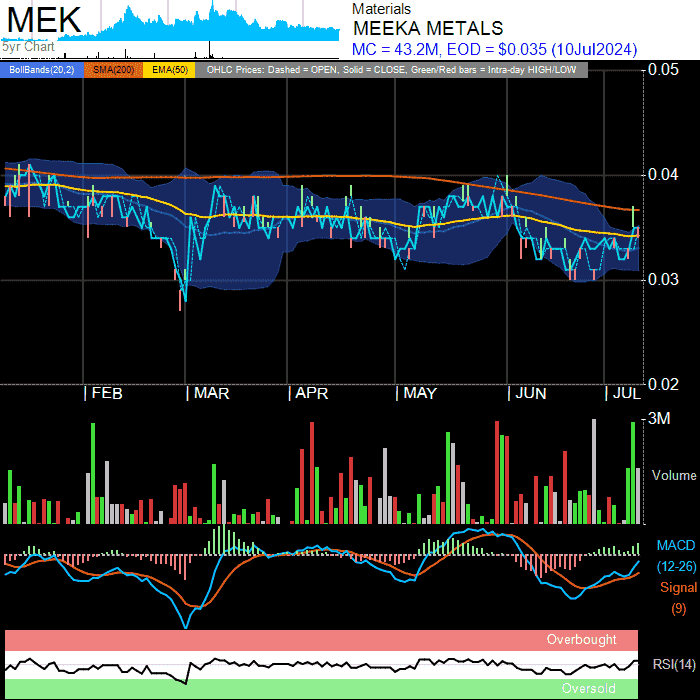 MEK
5yr Chart
Materials
MEEKA METALS
MC = 43.2M, EOD = $0.035 (10Jul2024)
BollBands(20,2) SMA(200) EMA(50) OHLC Prices: Dashed = OPEN, Solid = CLOSE, Green/Red bars = Intra-day HIGH/LOW
0.05
0.04
0.03
0.02
FEB MAR APR MAY JUN JUL
3M
Volume
MACD
(12-26)
Signal
(9)
Overbought
RSI(14)
Oversold